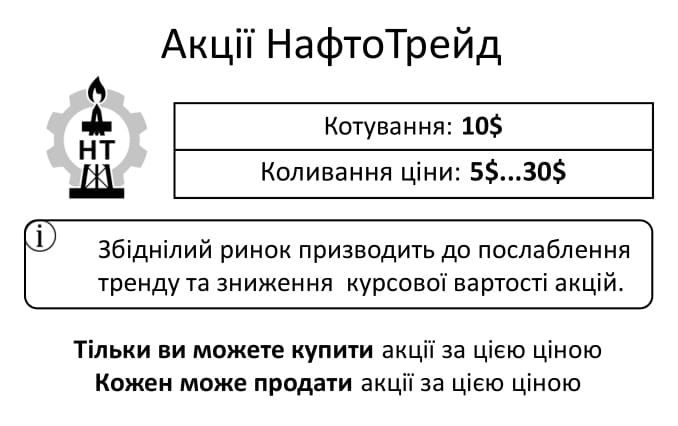 Акції НафтоТрейд
НТ
Котування: 10$
Коливання ціни: 5$...30$
i
Збіднілий ринок призводить до послаблення
тренду та зниження курсової вартості акцій.
Тільки ви можете купити акції за цією ціною
Кожен може продати акції за цією ціною